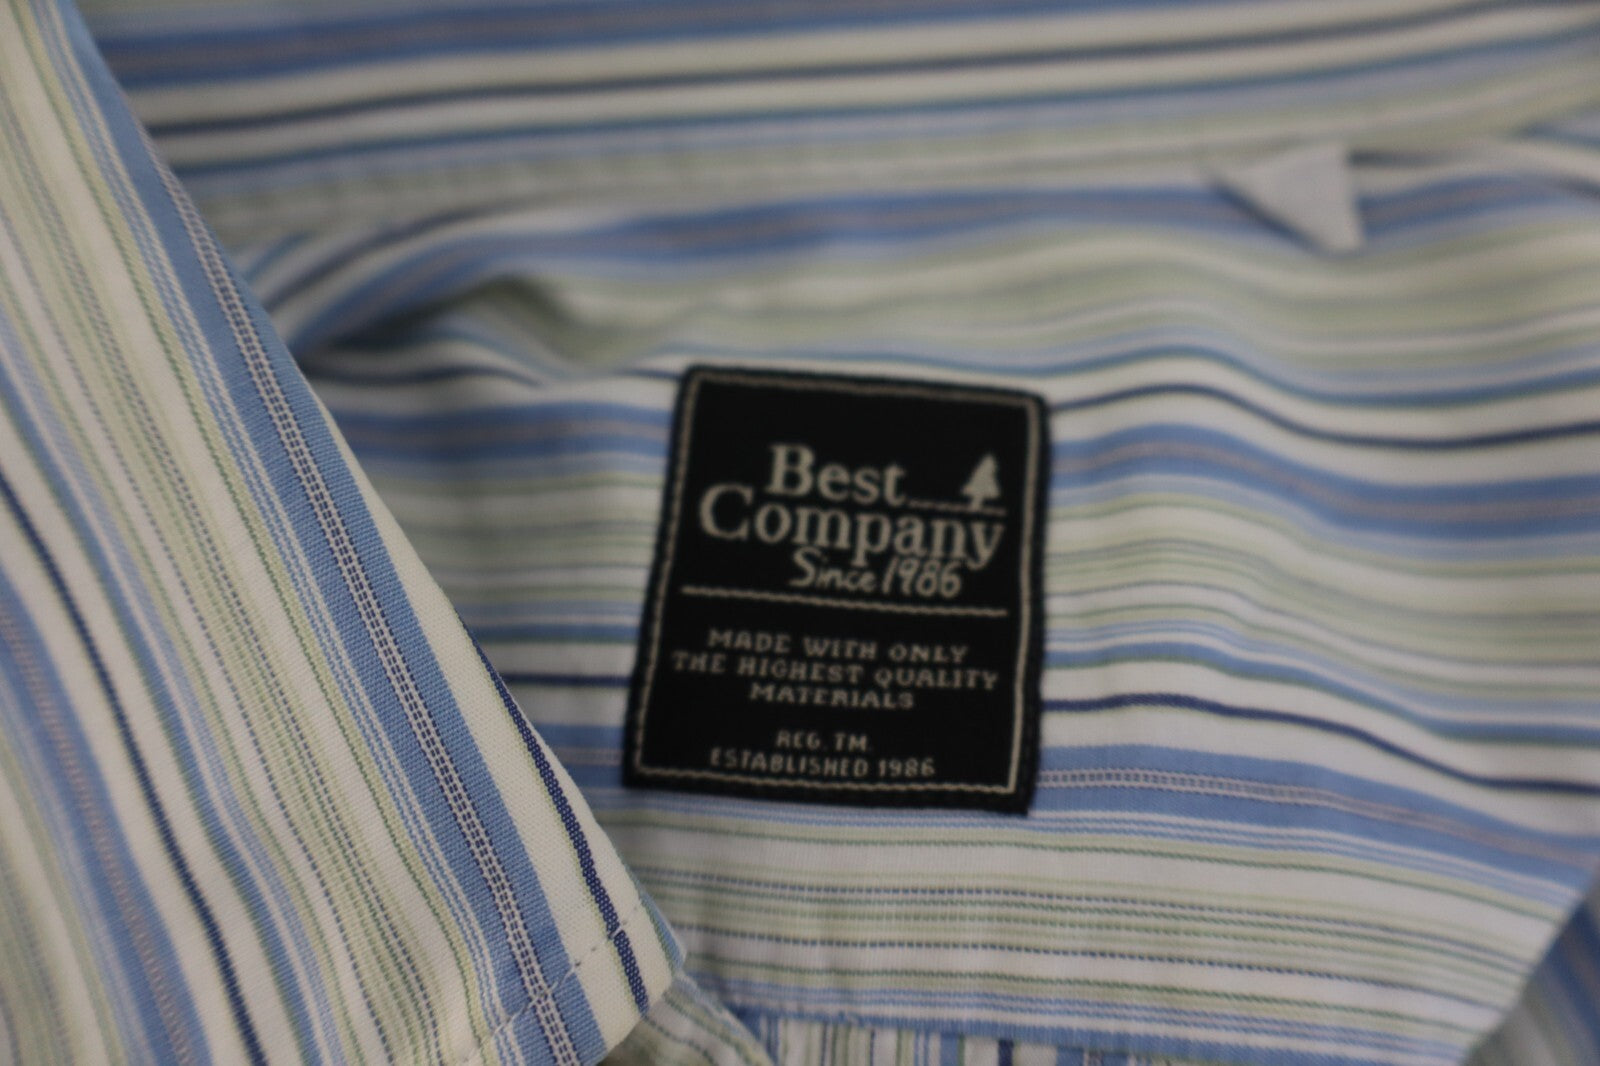 Best
Company
Since 1986
MADE WITH ONLY
THE HIGHEST QUALITY
MATERIALS
REG. TM.
ESTABLISHED 1986